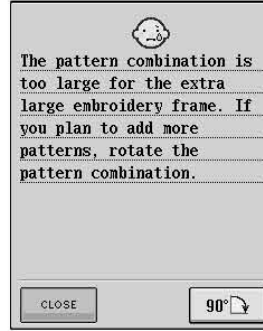 The pattern combination is
too large for the extra
large embroidery frame. If
you plan to add more
patterns, rotate the
pattern combination.
CLOSE
90°